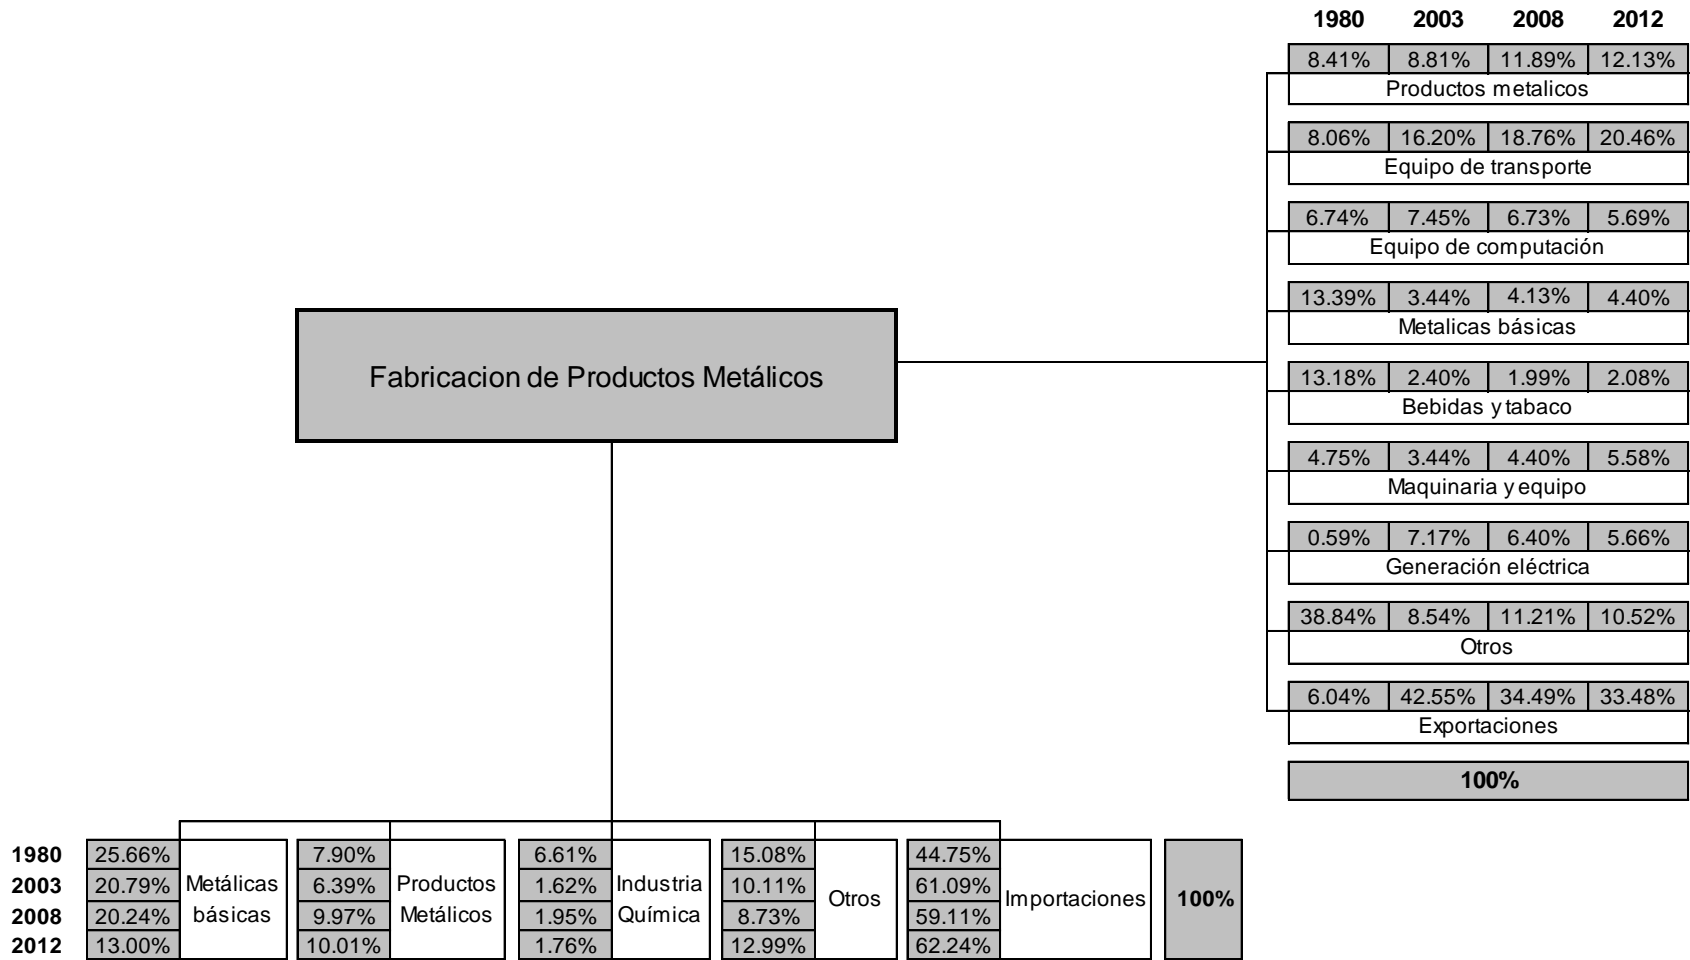 1980 2003 2008 2012
8.41% 8.81% 11.89% 12.13%
Productos metalicos
8.06% 16.20% 18.76% 20.46%
Equipo de transporte
6.74% 7.45% 6.73% 5.69%
Equipo de computación
13.39% 3.44% 4.13% 4.40%
Metalicas básicas
Fabricacion de Productos Metálicos
13.18% 2.40% 1.99% 2.08%
Bebidas y tabaco
4.75% 3.44% 4.40% 5.58%
Maquinaria y equipo
0.59% 7.17% 6.40% 5.66%
Generación eléctrica
38.84% 8.54% 11.21% 10.52%
Otros
6.04% 42.55% 34.49% 33.48%
Exportaciones
100%
1980 25.66% 7.90% 6.61% 15.08% 44.75%
2003 20.79% Metálicas 6.39% Productos 1.62% Industria 10.11% 61.09%
Otros Importaciones 100%
2008 20.24% básicas 9.97% Metálicos 1.95% Química 8.73% 59.11%
2012 13.00% 10.01% 1.76% 12.99% 62.24%